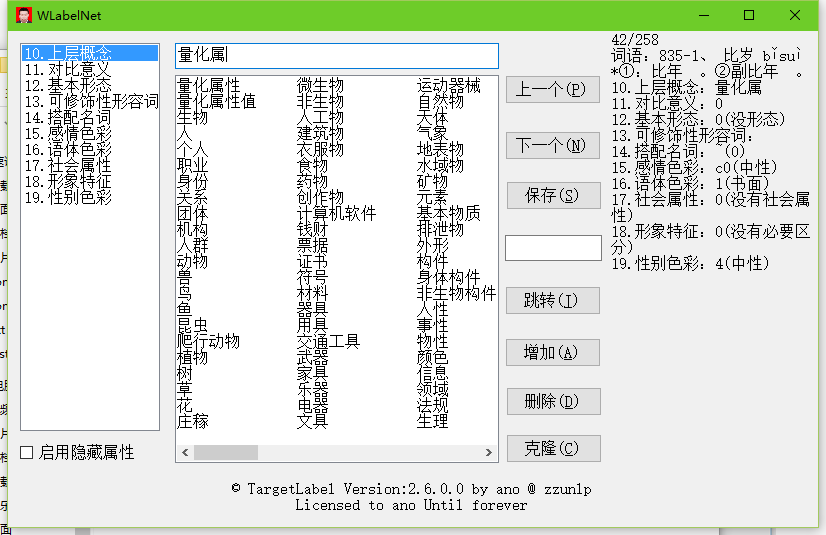 WLabelNet
10.上层概念
11.对比意义
12.基本形态
13.可修饰性形容词
14.搭配名词
15.感情色彩
16.语体色彩
17.社会属性
18.形象特征
19.性别色彩
启用隐藏属性
量化属
量化属性 微生物 运动器械
量化属性值 非生物 自然物
生物 人工物 天体
人 建筑物 气象
个人 衣服物 地表物
职业 食物 水域物
身份 药物 矿物
关系 创作物 元素
团体 计算机软件 基本物质
机构 钱财 排泄物
人群 票据 外形
动物 证书 构件
兽 符号 身体构件
鸟 材料 非生物构件
鱼 器具 人性
昆虫 用具 事性
爬行动物 交通工具 物性
植物 武器 颜色
树 家具 信息
草 乐器 领域
花 电器 法规
庄稼 文具 生理
上一个(P)
下一个(N)
保存(S)
跳转(I)
增加(A)
删除(D)
克隆(C)
42/258
词语: 835-1、 比岁 bǐsuì
*①: 比年 。②副比年 。
10.上层概念: 量化属
11.对比意义: 0
12.基本形态: 0(没形态)
13.可修饰性形容词:
14.搭配名词: (0)
15.感情色彩: c0(中性)
16.语体色彩: 1(书面)
17.社会属性: 0(没有社会属
性)
18.形象特征: 0(没有必要区
分)
19.性别色彩: 4(中性)
© TargetLabel Version:2.6.0.0 by ano @ zzunlp
Licensed to ano Until forever